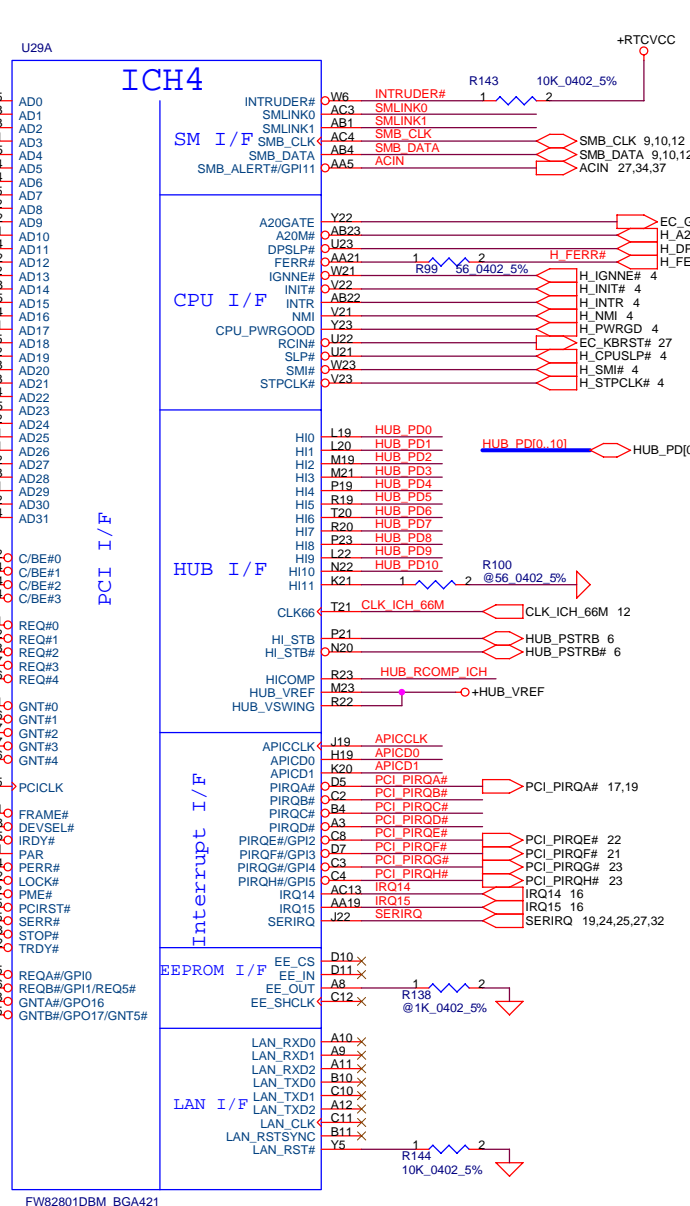 U29A
+RTCVCC
ICH4
R143 10K_0402_5%
AD0 INTRUDER# W6 INTRUDER# 1 2
AD1 SMLINK0 AC3 SMLINK0
AD2 SMLINK1 AB1 SMLINK1
AD3 SM I/F SMB_CLK AC4 SMB_CLK SMB_CLK 9,10,12
AD4 SMB_DATA AB4 SMB_DATA SMB_DATA 9,10,12
AD5 SMB_ALERT#/GPI11 AA5 ACIN ACIN 27,34,37
AD6
AD7
AD8
AD9 A20GATE Y22
AD10 A20M# AB23
AD11 DPSLP# U23
AD12 FERR# AA21 1 2 H_FERR#
R99 56_0402_5%
AD13 IGNNE# W21 H_IGNNE# 4
AD14 INIT# V22 H_INIT# 4
AD15 CPU I/F INTR AB22 H_INTR 4
AD16 NMI V21 H_NMI 4
AD17 CPU_PWRGOOD Y23 H_PWRGD 4
AD18 RCIN# U22 EC_KBRST# 27
AD19 SLP# U21 H_CPUSLP# 4
AD20 SMI# W23 H_SMI# 4
AD21 STPCLK# V23 H_STPCLK# 4
AD22
AD23
AD24
AD25 HI0 L19 HUB_PD0
AD26 HI1 L20 HUB_PD1 HUB_PD[0..10]
AD27 HI2 M19 HUB_PD2
AD28 HI3 M21 HUB_PD3
AD29 HI4 P19 HUB_PD4
AD30 HI5 R19 HUB_PD5
AD31 HI6 T20 HUB_PD6
HI7 R20 HUB_PD7
PCI I/F
HI8 P23 HUB_PD8
C/BE#0 HI9 L22 HUB_PD9
C/BE#1 HUB I/F HI10 N22 HUB_PD10 R100
C/BE#2 HI11 K21 1 2 @56_0402_5%
C/BE#3
CLK66 T21 CLK_ICH_66M CLK_ICH_66M 12
REQ#0
REQ#1 HI_STB P21 HUB_PSTRB 6
REQ#2 HI_STB# N20 HUB_PSTRB# 6
REQ#3
REQ#4 HICOMP R23 HUB_RCOMP_ICH
HUB_VREF M23 +HUB_VREF
GNT#0 HUB_VSWING R22
GNT#1
GNT#2
GNT#3 APICCLK J19 APICCLK
GNT#4 APICD0 H19 APICD0
APICD1 K20 APICD1
PCICLK PIRQA# D5 PCI_PIRQA# PCI_PIRQA# 17,19
PIRQB# C2 PCI_PIRQB#
FRAME# PIRQC# B4 PCI_PIRQC#
DEVSEL# PIRQD# A3 PCI_PIRQD#
IRDY# PIRQE#/GPI2 C8 PCI_PIRQE# PCI_PIRQE# 22
PAR PIRQF#/GPI3 D7 PCI_PIRQF# PCI_PIRQF# 21
PERR# PIRQG#/GPI4 C3 PCI_PIRQG# PCI_PIRQG# 23
LOCK# PIRQH#/GPI5 C4 PCI_PIRQH# PCI_PIRQH# 23
PME# IRQ14 AC13 IRQ14 IRQ14 16
PCIRST# IRQ15 AA19 IRQ15 IRQ15 16
SERR# SERIRQ J22 SERIRQ SERIRQ 19,24,25,27,32
Interrupt I/F
STOP#
TRDY#
EE_CS D10
REQA#/GPI0 EEPROM I/F EE_IN D11
REQB#/GPI1/REQ5# EE_OUT A8 1 2
GNTA#/GPO16 EE_SHCLK C12 R138
GNTB#/GPO17/GNT5# @1K_0402_5%
LAN_RXD0 A10
LAN_RXD1 A9
LAN_RXD2 A11
LAN_TXD0 B10
LAN_TXD1 C10
LAN I/F LAN_TXD2 A12
LAN_CLK C11
LAN_RSTSYNC B11
LAN_RST# Y5 1 2
R144
10K_0402_5%
FW82801DBM_BGA421